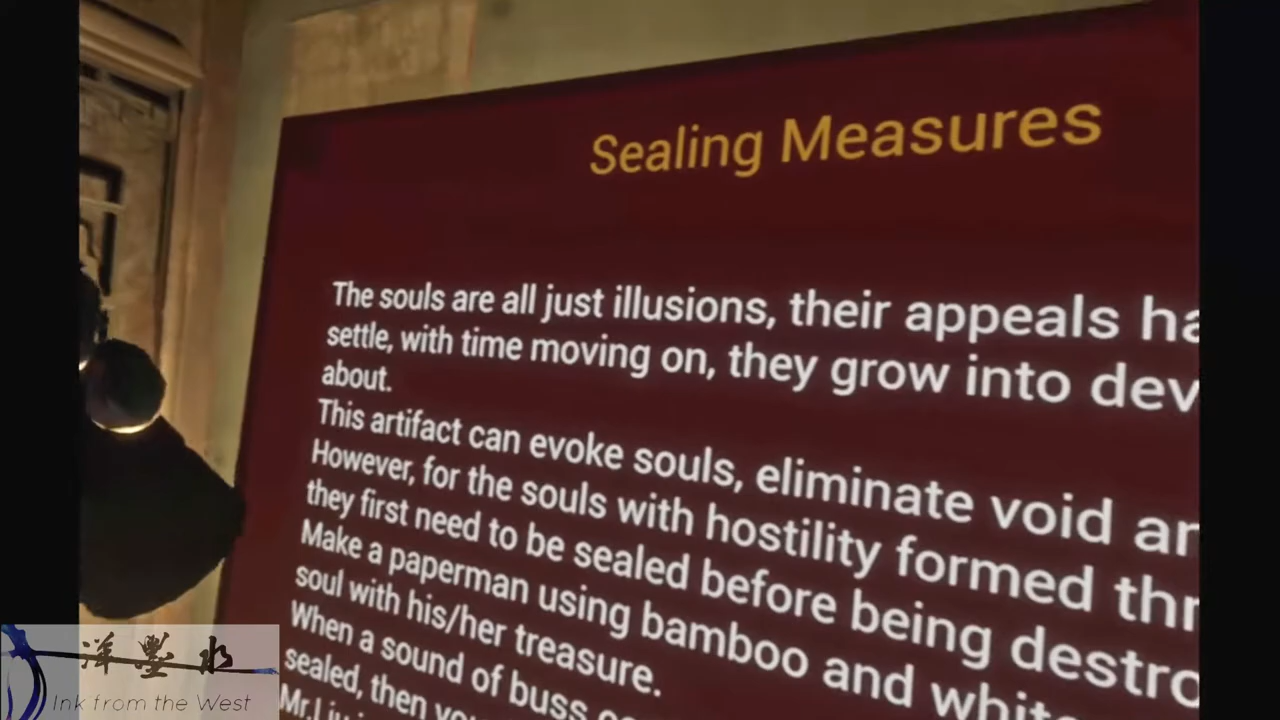 Sealing Measures
The souls are all just illusions, their appeals ha
settle, with time moving on, they grow into dev
about.
This artifact can evoke souls, eliminate void an
However, for the souls with hostility formed thr
they first need to be sealed before being destro
Make a paperman using bamboo and white
soul with his/her treasure.
When a sound of buss
sealed, then you
洋墨水
Ink from the West